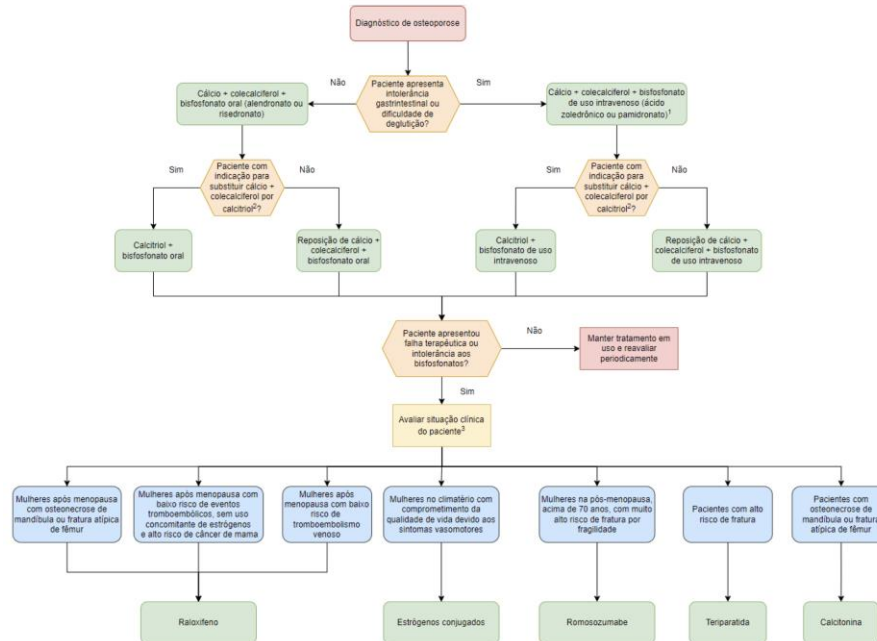 Diagnóstico de osteoporose
Não
Sim
Cálcio + colecalciferol +
bisfosfonato oral (alendronato ou
risedronato)
Paciente apresenta
intolerância
gastrintestinal ou
dificuldade de
deglutição?
Cálcio + colecalciferol + bisfosfonato
de uso intravenoso (ácido
zoledrônico ou pamidronato)¹
Sim
Paciente com
indicação para
substituir cálcio +
colecalciferol por
calcitriol²?
Não
Sim
Paciente com
indicação para
substituir cálcio +
colecalciferol por
calcitriol²?
Não
Calcitriol +
bisfosfonato oral
Reposição de cálcio +
colecalciferol +
bisfosfonato oral
Calcitriol +
bisfosfonato de uso
intravenoso
Reposição de cálcio +
colecalciferol + bisfosfonato
de uso intravenoso
Paciente apresentou
falha terapêutica ou
intolerância aos
bisfosfonatos?
Não
Manter tratamento em
uso e reavaliar
periodicamente
Sim
Avaliar situação clínica
do paciente³
Mulheres após menopausa
com osteonecrose de
mandíbula ou fratura atípica
de fêmur
Mulheres após menopausa com
baixo risco de eventos
tromboembólicos, sem uso
concomitante de estrógenos
e alto risco de câncer de mama
Mulheres após
menopausa com baixo
risco de
tromboembolismo
venoso
Mulheres no climatério com
comprometimento da
qualidade de vida devido aos
sintomas vasomotores
Mulheres na pós-menopausa,
acima de 70 anos, com muito
alto risco de fratura por
fragilidade
Pacientes com alto
risco de fratura
Pacientes com
osteonecrose de
mandíbula ou fratura
atípica de fêmur
Raloxifeno
Estrógenos conjugados
Romosozumabe
Teriparatida
Calcitonina